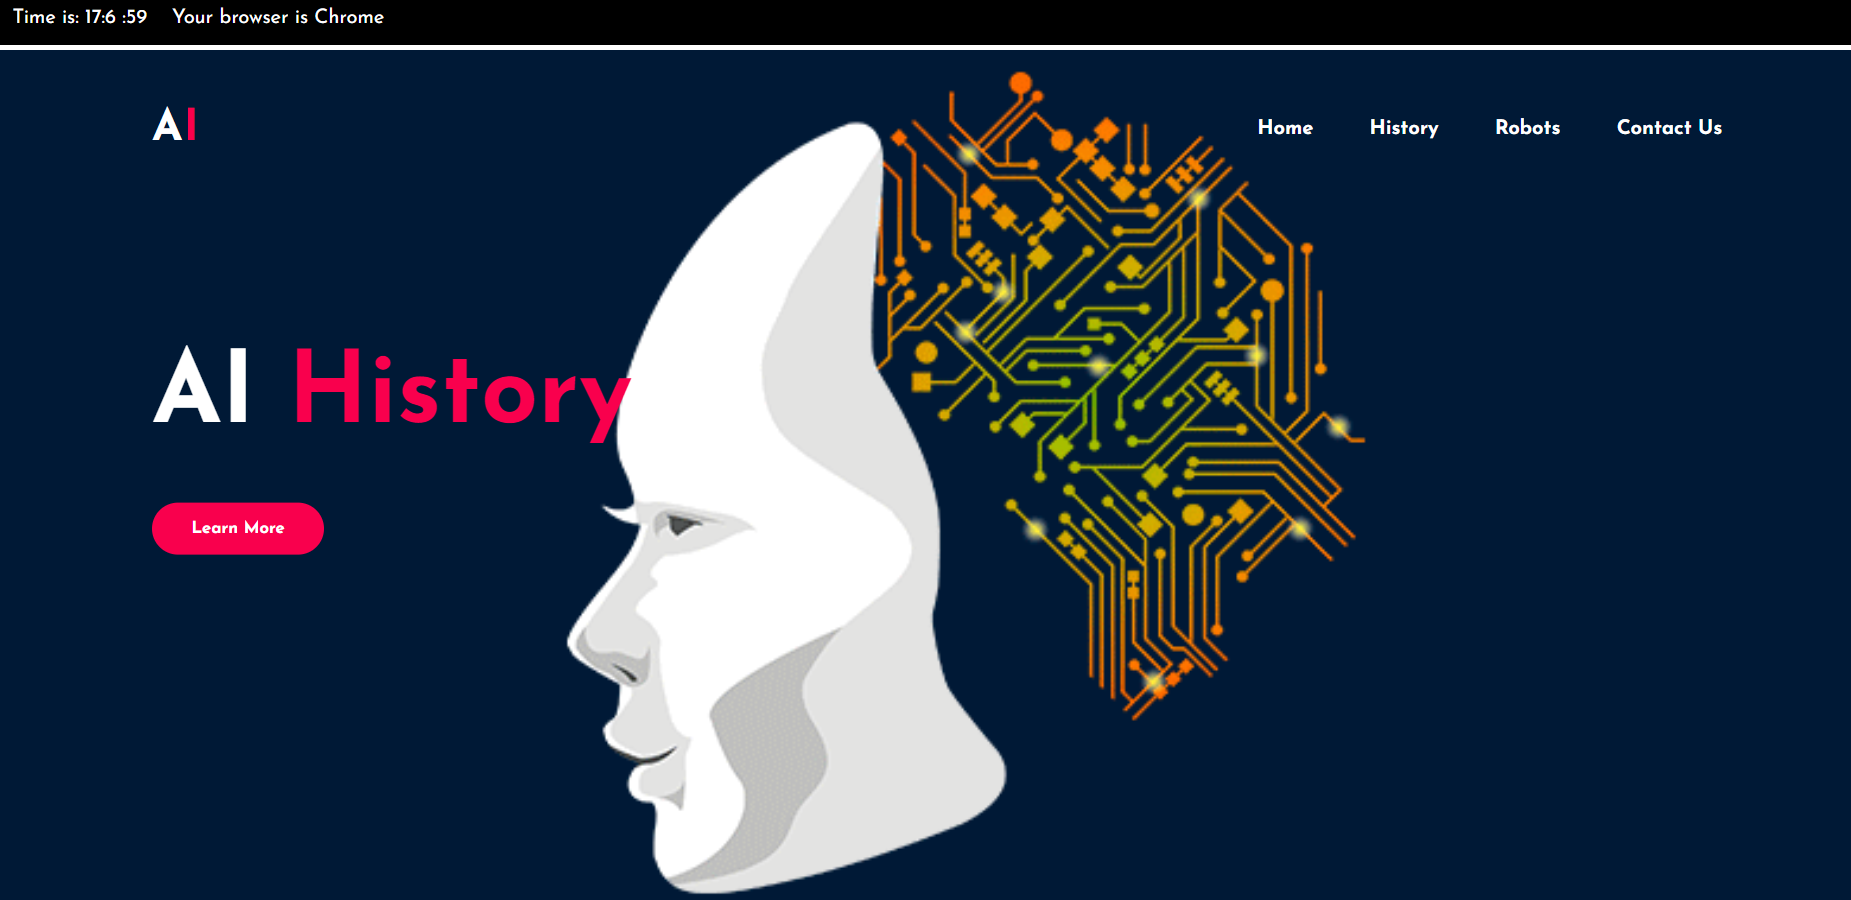 Time is: 17:6 :59 Your browser is Chrome
AI
Home History Robots Contact Us
AI History
Learn More